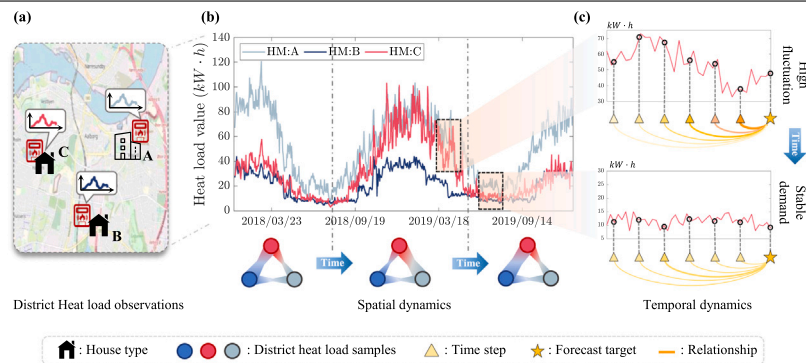 (a)
A
B
C
Aalborg
District Heat load observations
(b)
Heat load value (kW · h)
140
120
100
80
60
40
20
0
HM:A
HM:B
HM:C
2018/03/23
2018/09/19
2019/03/18
2019/09/14
Time
Time
Spatial dynamics
(c)
kW · h
70
60
50
40
30
High fluctuation
Time
kW · h
30
20
10
0
Stable demand
Temporal dynamics
: House type
: District heat load samples
: Time step
: Forecast target
: Relationship